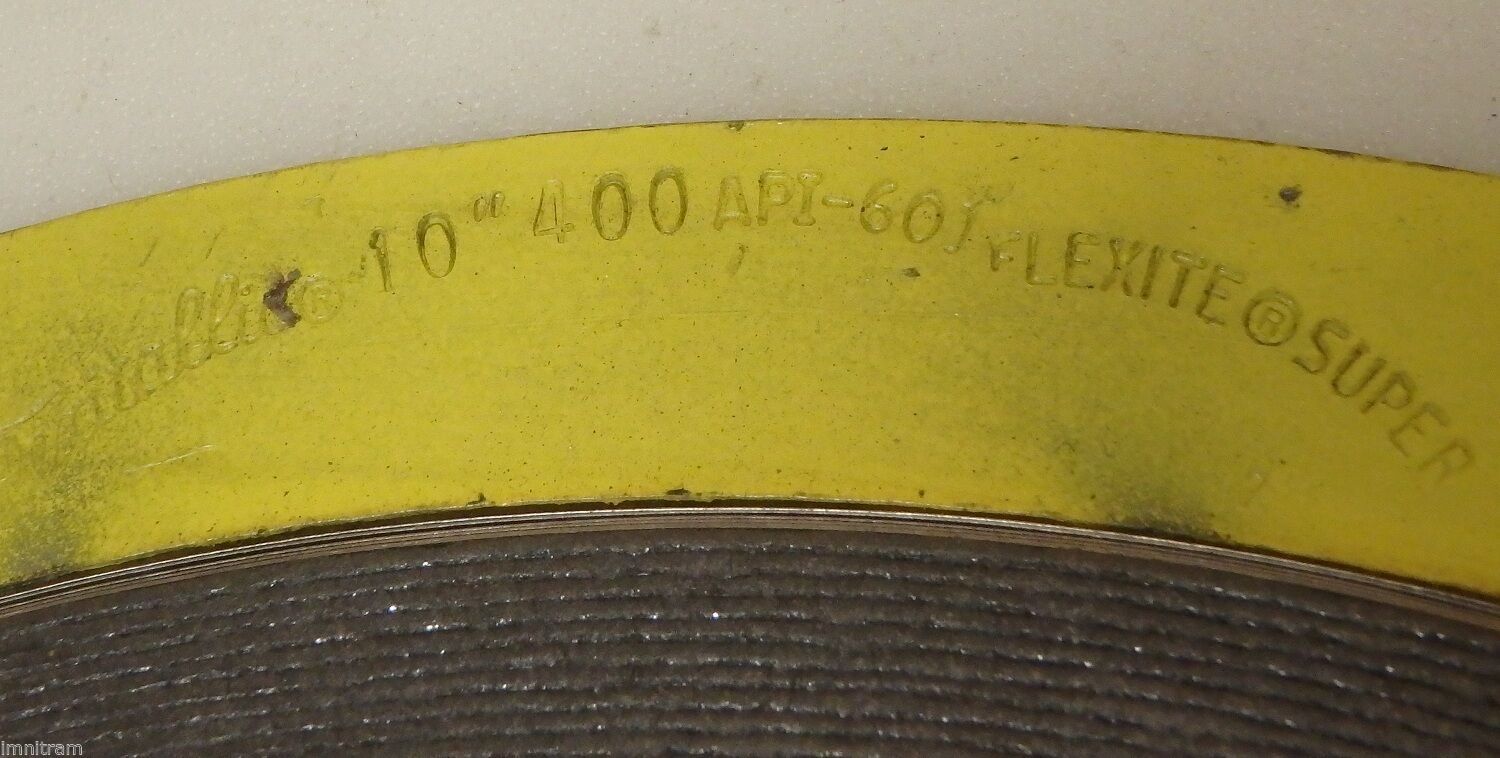 10" 400 API-601 FLEXITE® SUPER
imnitram